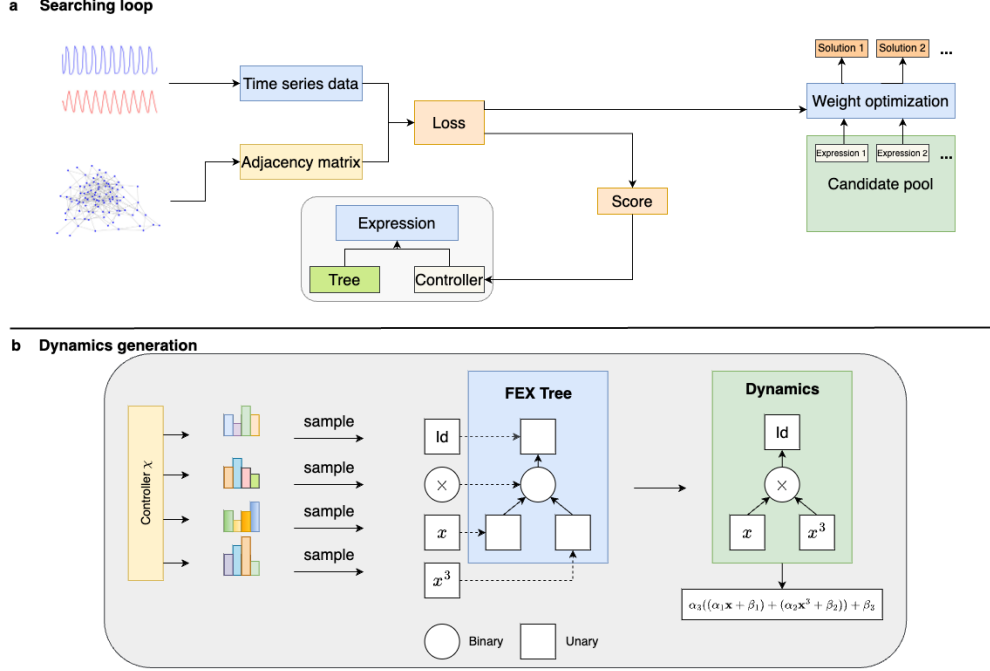 a Searching loop
Solution 1
Solution 2
...
Time series data
Weight optimization
Loss
Expression 1
Expression 2
...
Adjacency matrix
Candidate pool
Score
Expression
Tree
Controller
b Dynamics generation
Controller χ
sample
sample
sample
sample
FEX Tree
Id
×
x
x³
Dynamics
Id
×
x
x³
α₃((α₁𝐱 + β₁) + (α₂𝐱³ + β₂)) + β₃
Binary
Unary